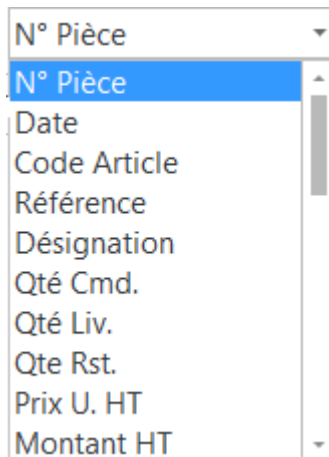 N° Pièce
N° Pièce
Date
Code Article
Référence
Désignation
Qté Cmd.
Qté Liv.
Qte Rst.
Prix U. HT
Montant HT